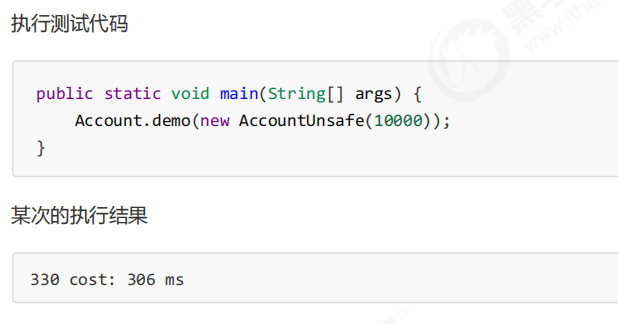 执行测试代码
public static void main(String[] args) {
    Account.demo(new AccountUnsafe(10000));
}
某次的执行结果
330 cost: 306 ms